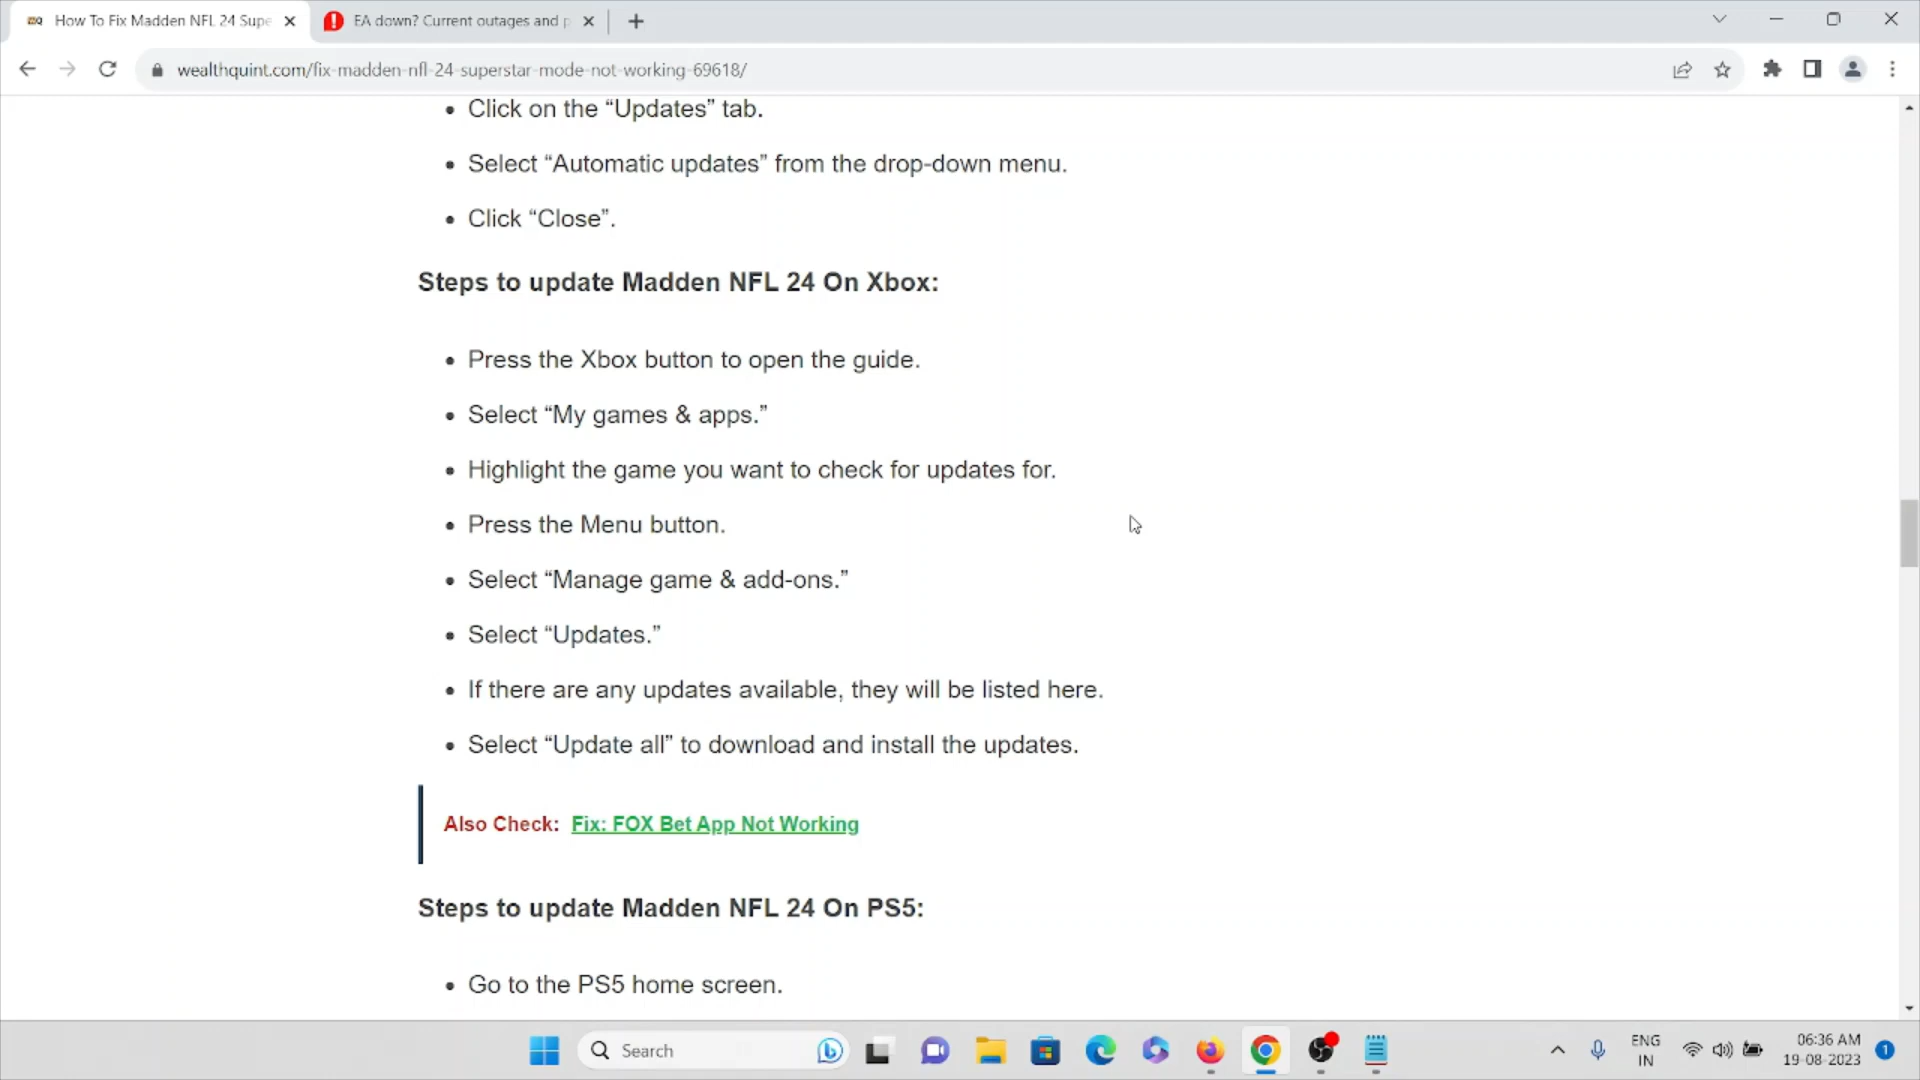 How To Fix Madden NFL 24 Supe
EA down? Current outages and p
wealthquint.com/fix-madden-nfl-24-superstar-mode-not-working-69618/
• Click on the “Updates” tab.
• Select “Automatic updates” from the drop-down menu.
• Click “Close”.
Steps to update Madden NFL 24 On Xbox:
• Press the Xbox button to open the guide.
• Select “My games & apps.”
• Highlight the game you want to check for updates for.
• Press the Menu button.
• Select “Manage game & add-ons.”
• Select “Updates.”
• If there are any updates available, they will be listed here.
• Select “Update all” to download and install the updates.
Also Check: Fix: FOX Bet App Not Working
Steps to update Madden NFL 24 On PS5:
• Go to the PS5 home screen.
Search
ENG
IN
06:36 AM
19-08-2023
1